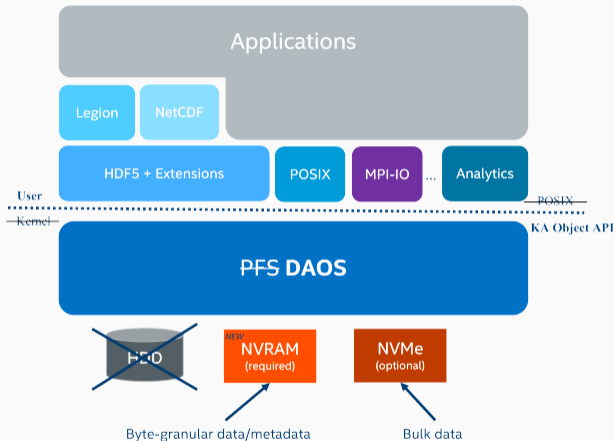 Applications
Legion
NetCDF
HDF5 + Extensions
POSIX
MPI-IO
...
Analytics
User
POSIX
Kernel
KA Object API
PFS DAOS
HDD
NEW
NVRAM
(required)
NVMe
(optional)
Byte-granular data/metadata
Bulk data